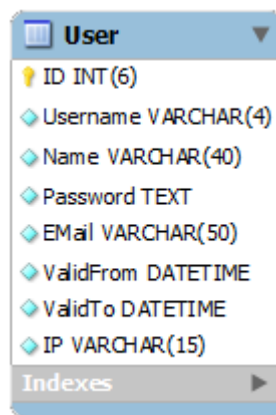 User
ID INT(6)
Username VARCHAR(4)
Name VARCHAR(40)
Password TEXT
EMail VARCHAR(50)
ValidFrom DATETIME
ValidTo DATETIME
IP VARCHAR(15)
Indexes